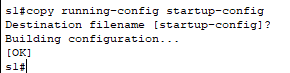 s1#copy running-config startup-config
Destination filename [startup-config]?
Building configuration...
[OK]
s1#